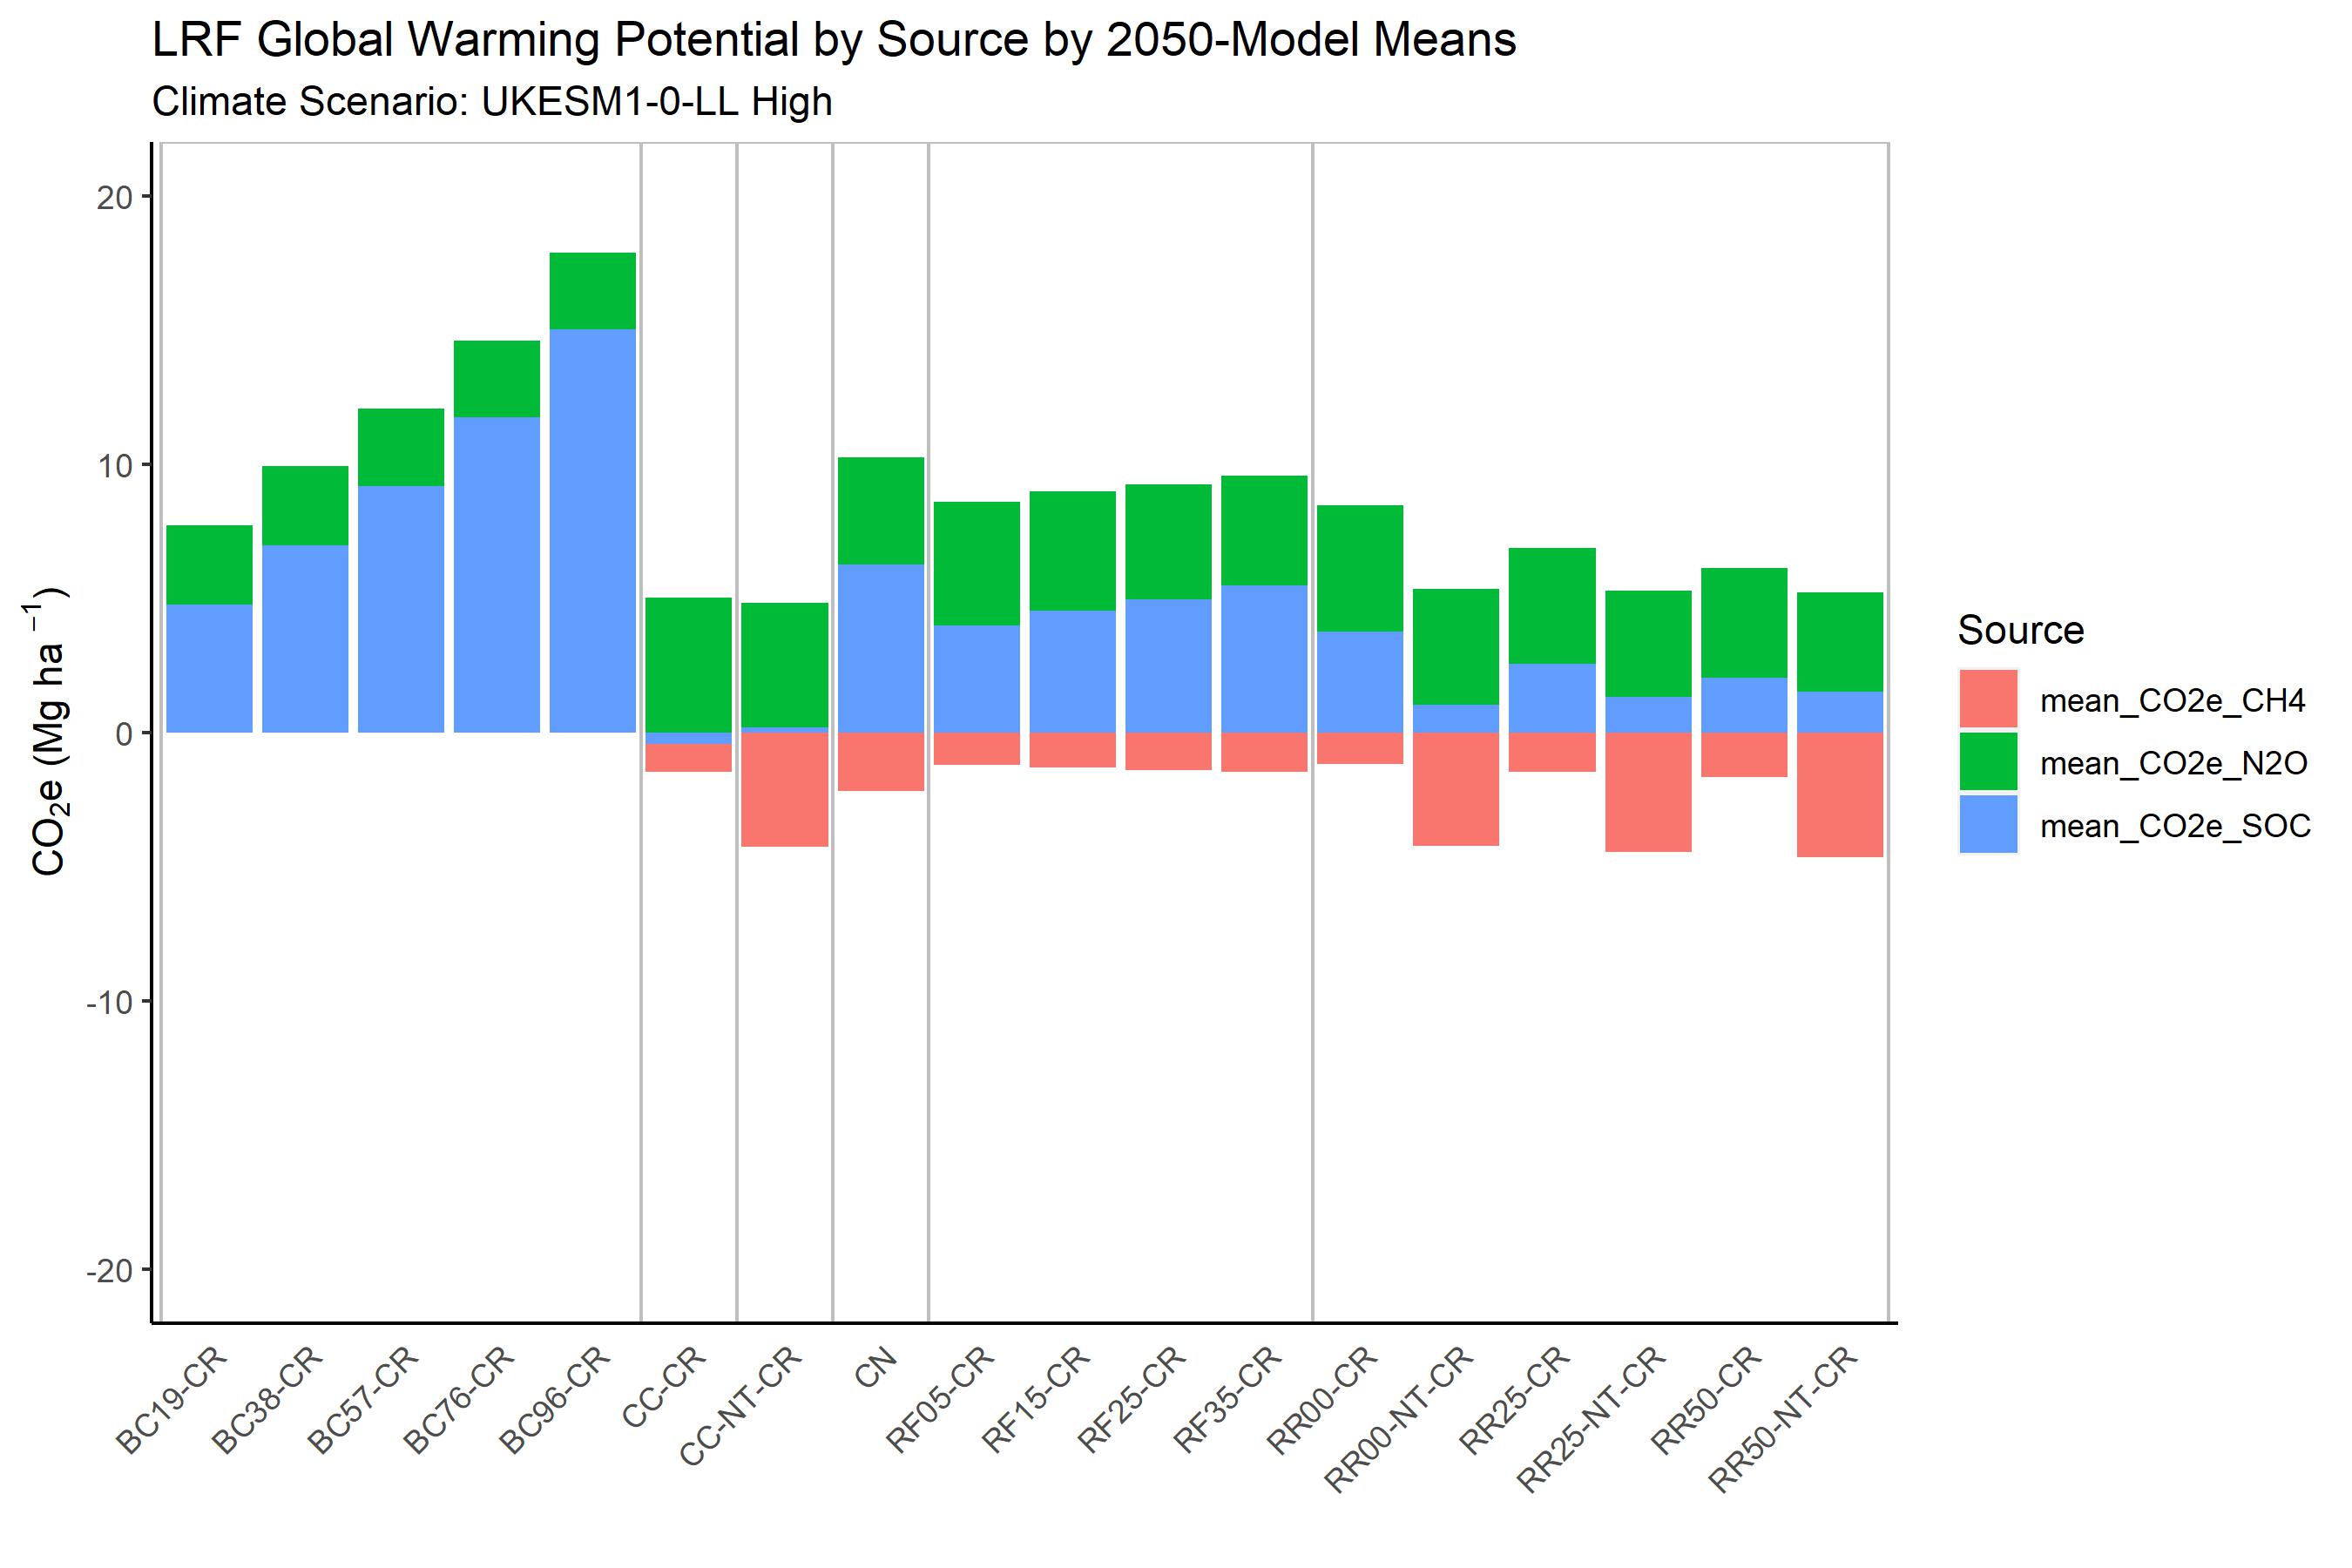 LRF Global Warming Potential by Source by 2050-Model Means
Climate Scenario: UKESM1-0-LL High
CO₂e (Mg ha ⁻¹)
20
10
0
-10
-20
BC19-CR
BC38-CR
BC57-CR
BC76-CR
BC96-CR
CC-CR
CC-NT-CR
CN
RF05-CR
RF15-CR
RF25-CR
RF35-CR
RR00-CR
RR00-NT-CR
RR25-CR
RR25-NT-CR
RR50-CR
RR50-NT-CR
Source
mean_CO2e_CH4
mean_CO2e_N2O
mean_CO2e_SOC